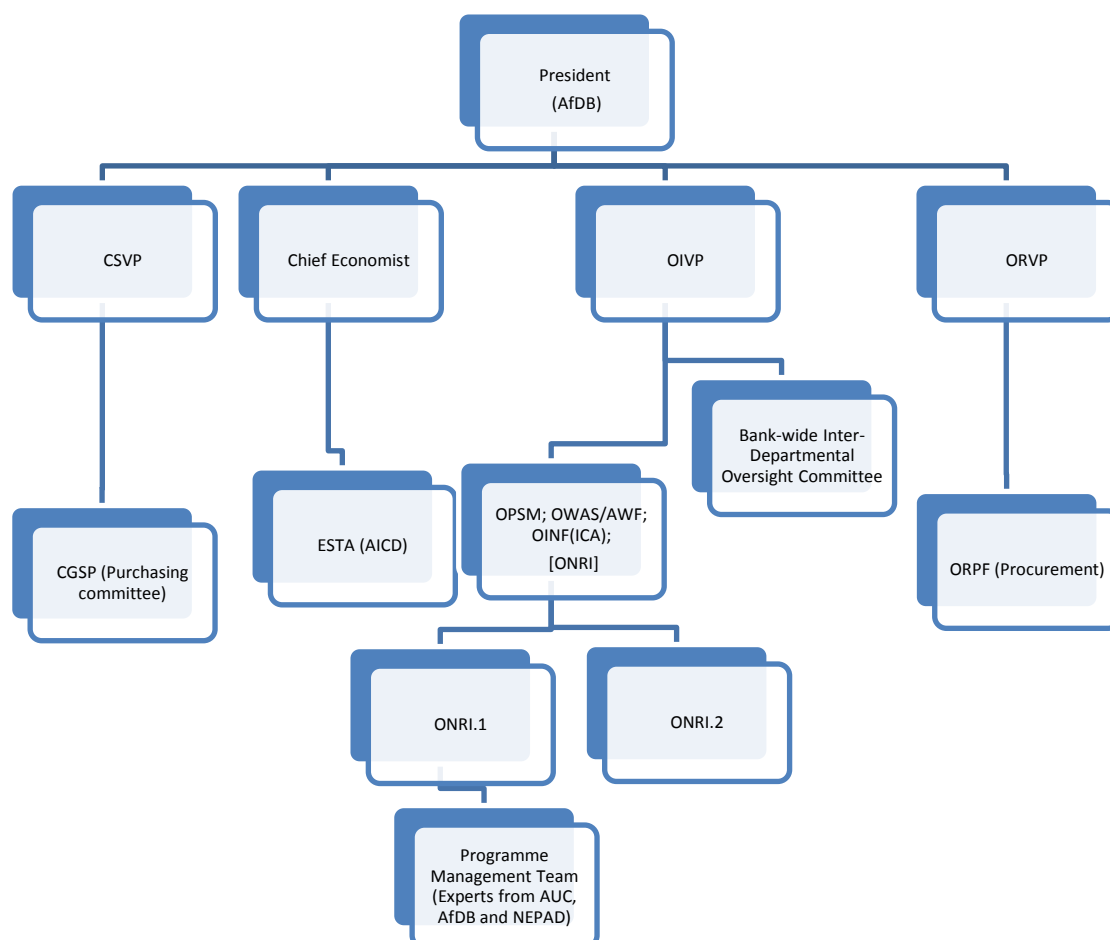 President
(AfDB)
CSVP
Chief Economist
OIVP
ORVP
Bank-wide Inter-
Departmental
Oversight Committee
CGSP (Purchasing
committee)
ESTA (AICD)
OPSM; OWAS/AWF;
OINF(ICA);
[ONRI]
ORPF (Procurement)
ONRI.1
ONRI.2
Programme
Management Team
(Experts from AUC,
AfDB and NEPAD)